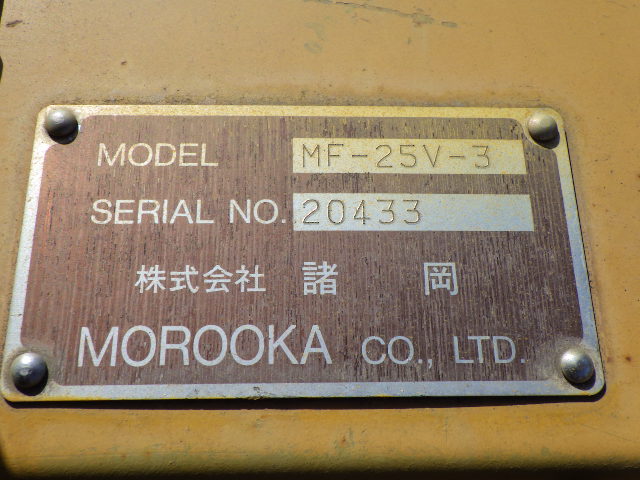 MODEL MF-25V-3
SERIAL NO. 20433
株式会社 諸岡
MOROOKA CO., LTD.